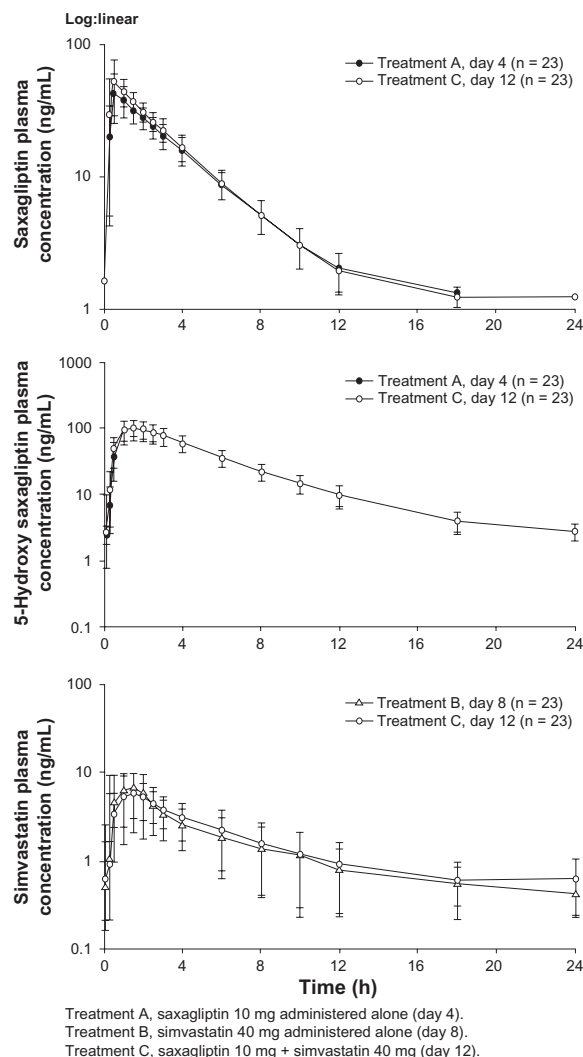 Log:linear
Saxagliptin plasma
concentration (ng/mL)
100
10
1
Treatment A, day 4 (n = 23)
Treatment C, day 12 (n = 23)
0 4 8 12 16 20 24
5-Hydroxy saxagliptin plasma
concentration (ng/mL)
1000
100
10
1
0.1
Treatment A, day 4 (n = 23)
Treatment C, day 12 (n = 23)
0 4 8 12 16 20 24
Simvastatin plasma
concentration (ng/mL)
100
10
1
0.1
Treatment B, day 8 (n = 23)
Treatment C, day 12 (n = 23)
0 4 8 12 16 20 24
Time (h)
Treatment A, saxagliptin 10 mg administered alone (day 4).
Treatment B, simvastatin 40 mg administered alone (day 8).
Treatment C, saxagliptin 10 mg + simvastatin 40 mg (day 12).